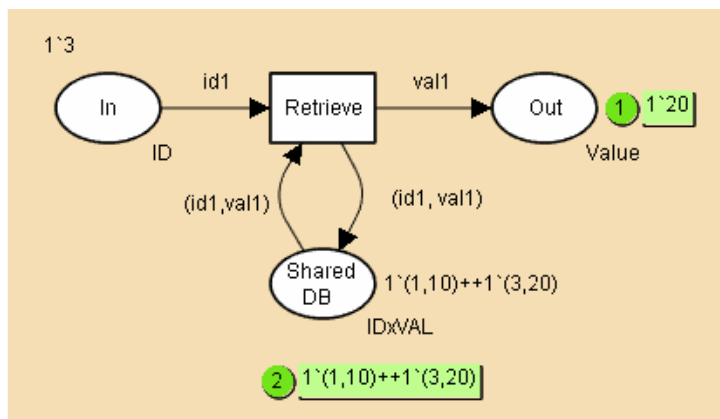 1`3
id1
val1
In
Retrieve
Out
1
1`20
ID
Value
(id1,val1)
(id1, val1)
Shared
DB
1`(1,10)++1`(3,20)
IDxVAL
2
1`(1,10)++1`(3,20)